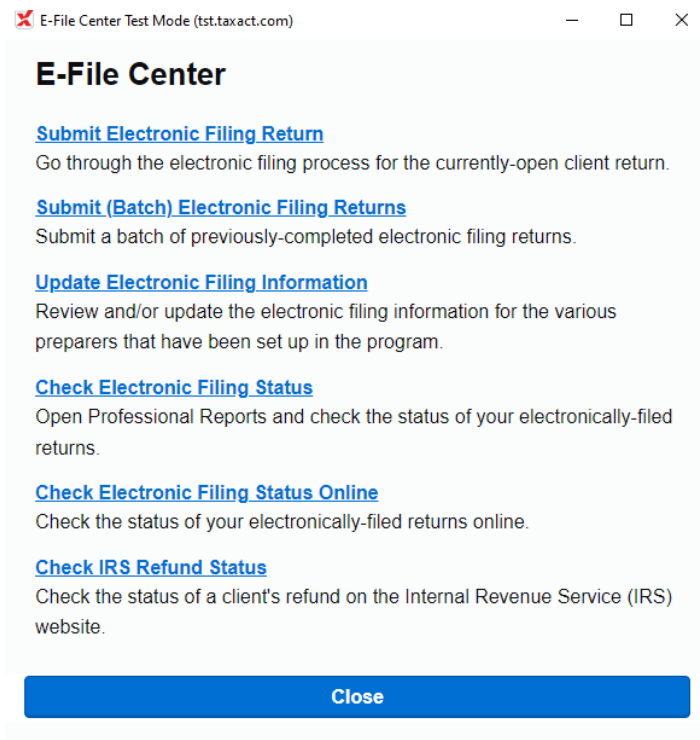 E-File Center Test Mode (tst.taxact.com)
E-File Center
Submit Electronic Filing Return
Go through the electronic filing process for the currently-open client return.
Submit (Batch) Electronic Filing Returns
Submit a batch of previously-completed electronic filing returns.
Update Electronic Filing Information
Review and/or update the electronic filing information for the various
preparers that have been set up in the program.
Check Electronic Filing Status
Open Professional Reports and check the status of your electronically-filed
returns.
Check Electronic Filing Status Online
Check the status of your electronically-filed returns online.
Check IRS Refund Status
Check the status of a client's refund on the Internal Revenue Service (IRS)
website.
Close